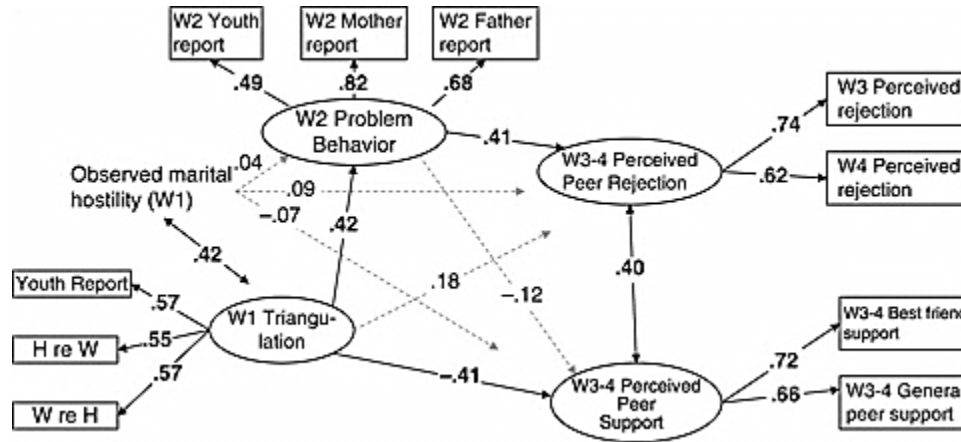 W2 Youth
report
W2 Mother
report
W2 Father
report
.49
.82
.68
W2 Problem
Behavior
.41
W3-4 Perceived
Peer Rejection
W3 Perceived
rejection
.74
W4 Perceived
rejection
.62
.04
.09
-.07
Observed marital
hostility (W1)
.42
.42
.18
-.12
.40
Youth Report
.57
H re W
.55
W re H
.57
W1 Triangu-
lation
-.41
W3-4 Perceived
Peer
Support
W3-4 Best friend
support
.72
W3-4 Genera
peer support
.66